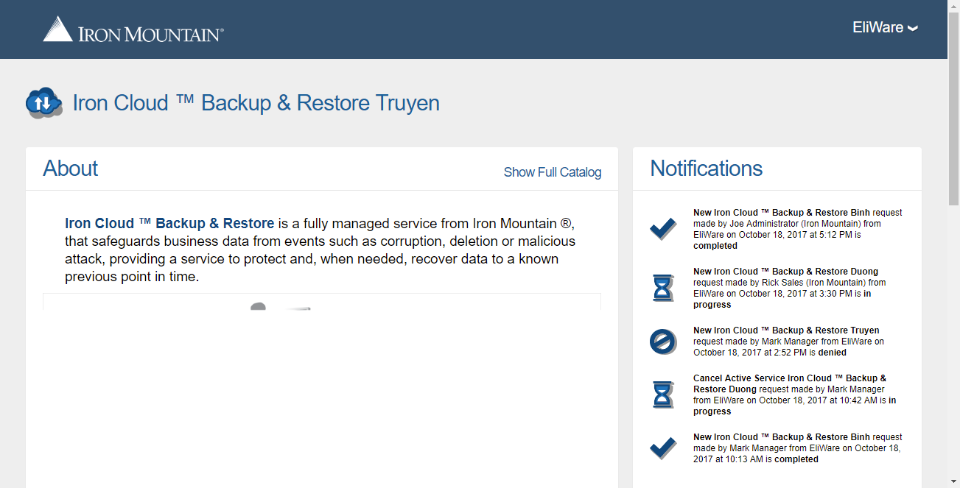 IRON MOUNTAIN®
EliWare
Iron Cloud ™ Backup & Restore Truyen
About
Show Full Catalog
Iron Cloud ™ Backup & Restore is a fully managed service from Iron Mountain ®,
that safeguards business data from events such as corruption, deletion or malicious
attack, providing a service to protect and, when needed, recover data to a known
previous point in time.
Notifications
New Iron Cloud ™ Backup & Restore Binh request
made by Joe Administrator (Iron Mountain) from
EliWare on October 18, 2017 at 5:12 PM is
completed
New Iron Cloud ™ Backup & Restore Duong
request made by Rick Sales (Iron Mountain) from
EliWare on October 18, 2017 at 3:30 PM is in
progress
New Iron Cloud ™ Backup & Restore Truyen
request made by Mark Manager from EliWare on
October 18, 2017 at 2:52 PM is denied
Cancel Active Service Iron Cloud ™ Backup &
Restore Duong request made by Mark Manager
from EliWare on October 18, 2017 at 10:42 AM is in
progress
New Iron Cloud ™ Backup & Restore Binh request
made by Mark Manager from EliWare on October 18,
2017 at 10:13 AM is completed